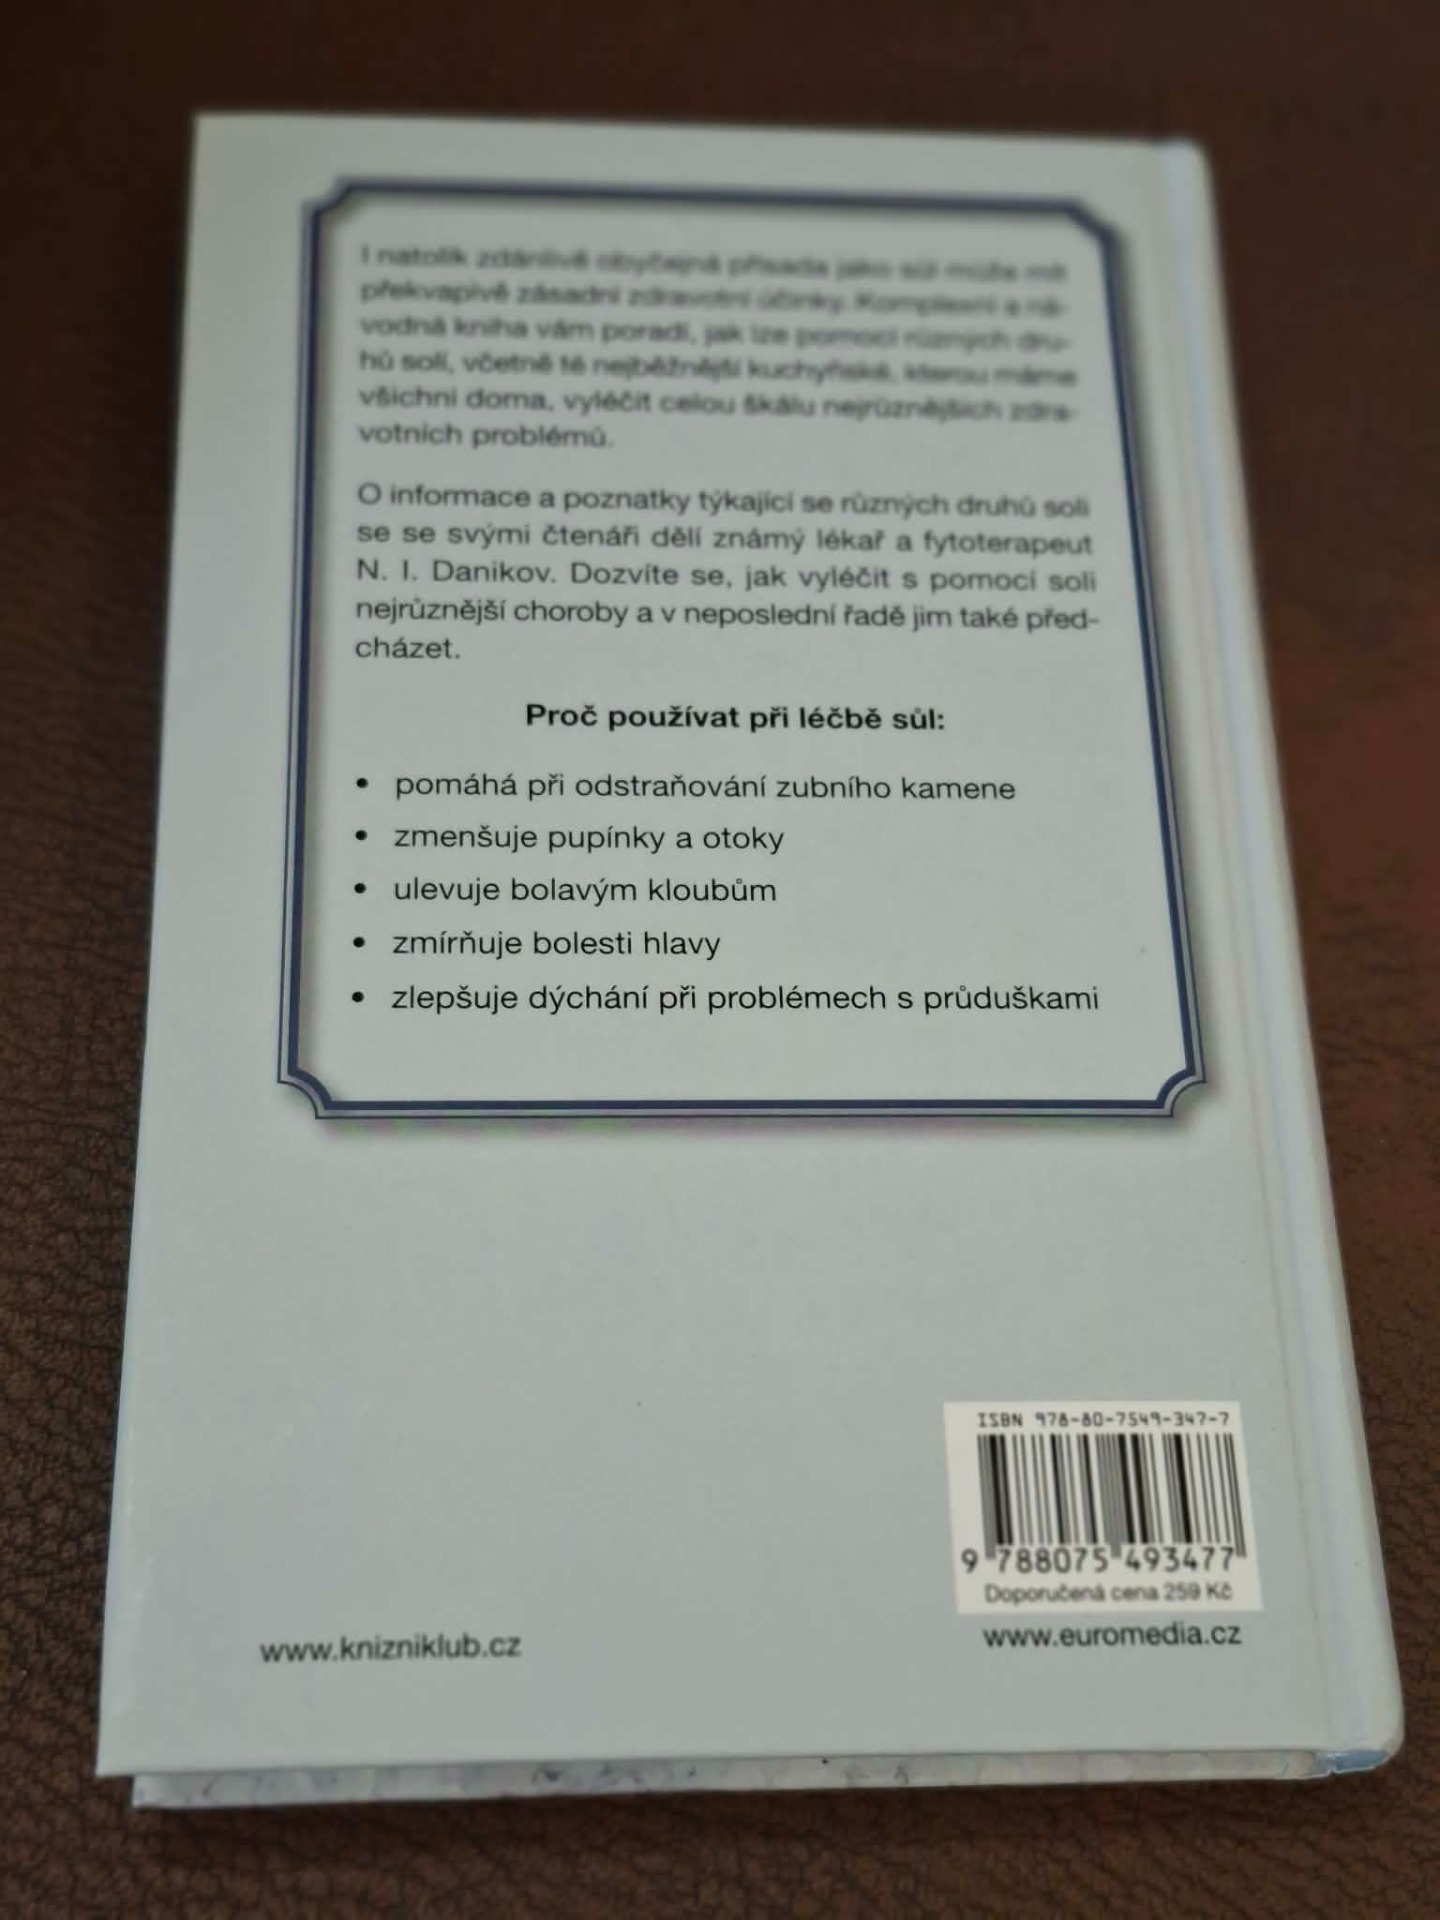 I natolik zdánlivě obyčejná přísada jako sůl může mít
překvapivě zásadní zdravotní účinky. Komplexní a ná-
vodná kniha vám poradí, jak lze pomocí různých dru-
hů solí, včetně té nejběžnější kuchyňské, kterou máme
všichni doma, vyléčit celou škálu nejrůznějších zdra-
votních problémů.
O informace a poznatky týkající se různých druhů soli
se se svými čtenáři dělí známý lékař a fytoterapeut
N. I. Danikov. Dozvíte se, jak vyléčit s pomocí soli
nejrůznější choroby a v neposlední řadě jim také před-
cházet.
Proč používat při léčbě sůl:
• pomáhá při odstraňování zubního kamene
• zmenšuje pupínky a otoky
• ulevuje bolavým kloubům
• zmírňuje bolesti hlavy
• zlepšuje dýchání při problémech s průduškami
ISBN 978-80-7549-347-7
9 788075 493477
Doporučená cena 259 Kč
www.knizniklub.cz
www.euromedia.cz